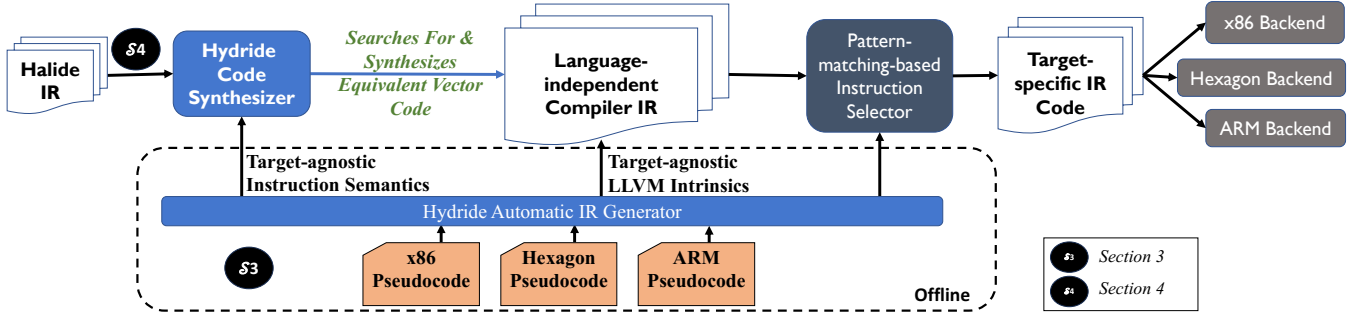 Halide
IR
S4
Hydride
Code
Synthesizer
Searches For &
Synthesizes
Equivalent Vector
Code
Language-
independent
Compiler IR
Pattern-
matching-based
Instruction
Selector
Target-
specific IR
Code
x86 Backend
Hexagon Backend
ARM Backend
Target-agnostic
Instruction Semantics
Target-agnostic
LLVM Intrinsics
Hydride Automatic IR Generator
S3
x86
Pseudocode
Hexagon
Pseudocode
ARM
Pseudocode
Offline
S3 Section 3
S4 Section 4